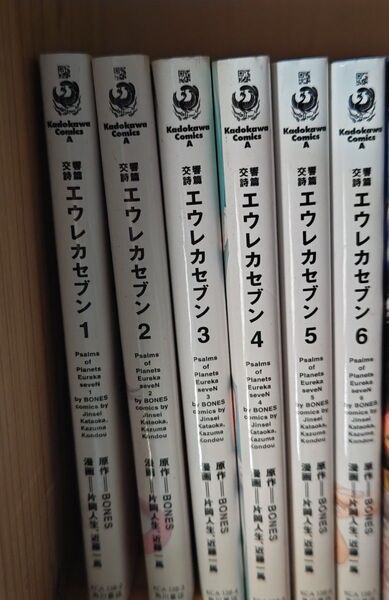 Kadokawa
Comics
A
交響
詩篇
エウレカセブン
1
Psalms
of
Planets
Eureka
seveN
1
by BONES
comics by
Jinsei
Kataoka,
Kazuma
Kondou
原作══BONES
漫画══片岡人生、近藤一馬
KCA 138-2
角川書店
Kadokawa
Comics
A
交響
詩篇
エウレカセブン
2
Psalms
of
Planets
Eureka
seveN
2
by BONES
comics by
Jinsei
Kataoka,
Kazuma
Kondou
原作══BONES
漫画══片岡人生、近藤一馬
角川書店
Kadokawa
Comics
A
交響
詩篇
エウレカセブン
3
Psalms
of
Planets
Eureka
seveN
3
by BONES
comics by
Jinsei
Kataoka,
Kazuma
Kondou
原作══BONES
漫画══片岡人生、近藤一馬
Kadokawa
Comics
A
交響
詩篇
エウレカセブン
4
Psalms
of
Planets
Eureka
seveN
4
by BONES
comics by
Jinsei
Kataoka,
Kazuma
Kondou
原作══BONES
漫画══片岡人生、近藤一馬
Kadokawa
Comics
A
交響
詩篇
エウレカセブン
5
Psalms
of
Planets
Eureka
seveN
5
by BONES
comics by
Jinsei
Kataoka,
Kazuma
Kondou
原作══BONES
漫画══片岡人生、近藤一馬
Kadokawa
Comics
A
交響
詩篇
エウレカセブン
6
Psalms
of
Planets
Eureka
seveN
6
by BONES
comics by
Jinsei
Kataoka,
Kazuma
Kondou
原作══BONES
漫画══片岡人生、近藤一馬